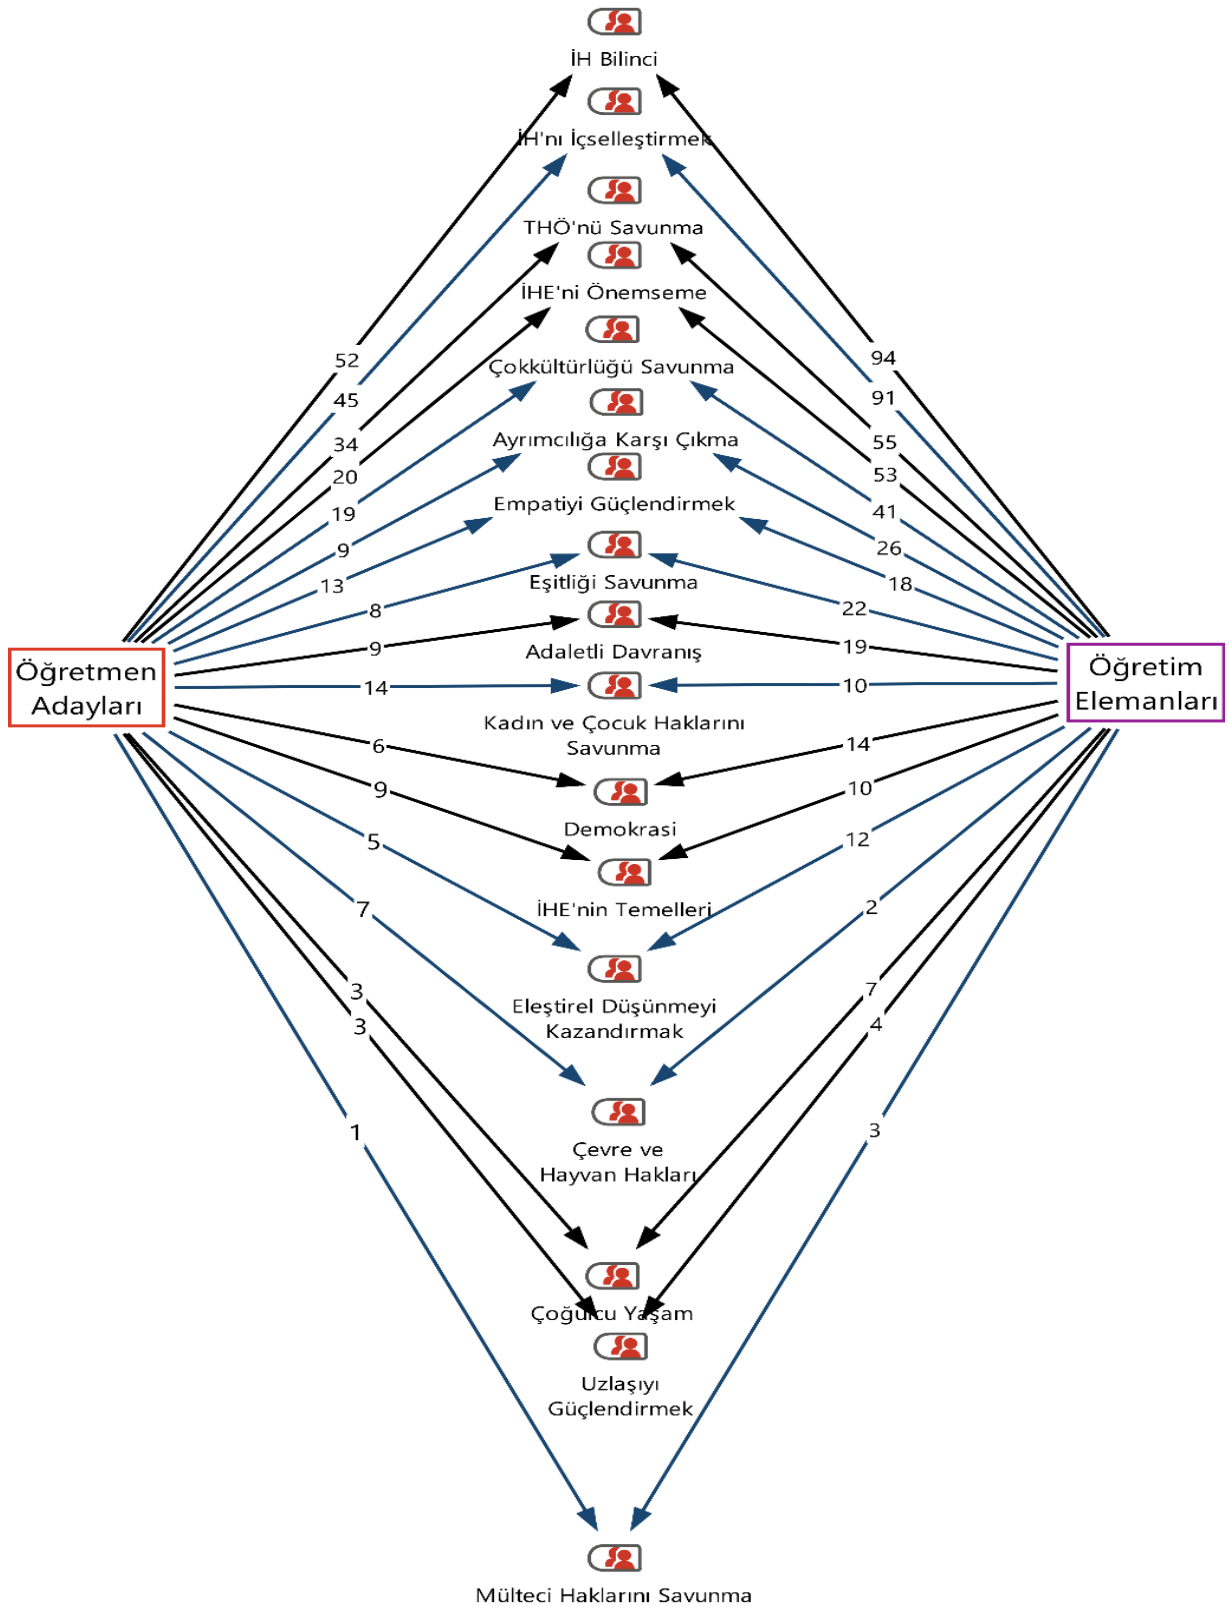 İH Bilinci
İH'nı İçselleştirmek
THÖ'nü Savunma
İHE'ni Önemseme
52
94
Çokkültürlüğü Savunma
45
91
Ayrımcılığa Karşı Çıkma
34
55
20
53
Empatiyi Güçlendirmek
19
41
9
26
Eşitliği Savunma
13
18
8
22
Adaletli Davranış
9
19
Öğretmen
Adayları
Öğretim
Elemanları
14
10
Kadın ve Çocuk Haklarını
Savunma
6
14
9
10
Demokrasi
5
12
İHE'nin Temelleri
7
2
3
7
Eleştirel Düşünmeyi
Kazandırmak
3
4
1
3
Çevre ve
Hayvan Hakları
Çoğulcu Yaşam
Uzlaşıyı
Güçlendirmek
Mülteci Haklarını Savunma